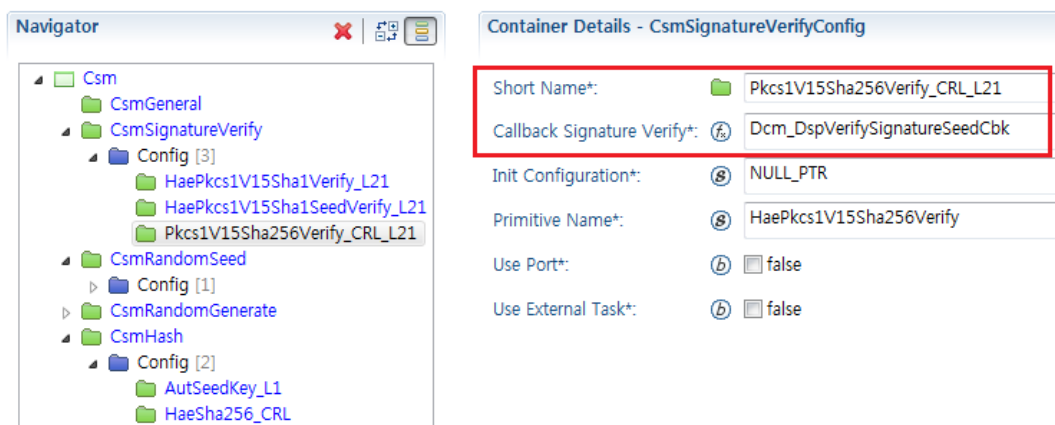 Navigator
Csm
CsmGeneral
CsmSignatureVerify
Config [3]
HaePkcs1V15Sha1Verify_L21
HaePkcs1V15Sha1SeedVerify_L21
Pkcs1V15Sha256Verify_CRL_L21
CsmRandomSeed
Config [1]
CsmRandomGenerate
CsmHash
Config [2]
AutSeedKey_L1
HaeSha256_CRL
Container Details - CsmSignatureVerifyConfig
Short Name*: Pkcs1V15Sha256Verify_CRL_L21
Callback Signature Verify*: Dcm_DspVerifySignatureSeedCbk
Init Configuration*: NULL_PTR
Primitive Name*: HaePkcs1V15Sha256Verify
Use Port*: false
Use External Task*: false